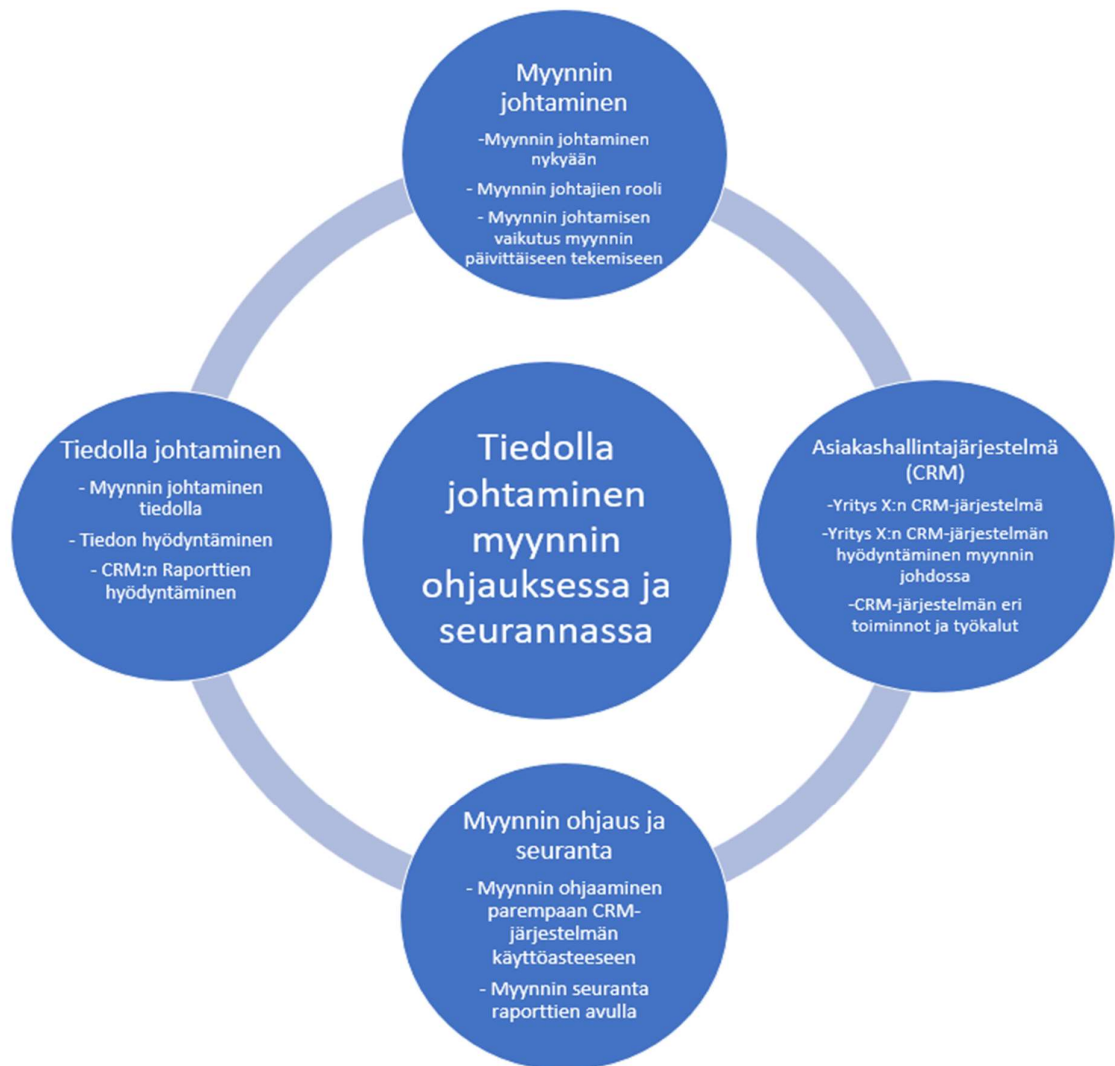 Myynnin
johtaminen
-Myynnin johtaminen
nykyään
- Myynnin johtajien rooli
- Myynnin johtamisen
vaikutus myynnin
päivittäiseen tekemiseen
Tiedolla johtaminen
- Myynnin johtaminen
tiedolla
- Tiedon hyödyntäminen
- CRM:n Raporttien
hyödyntäminen
Tiedolla
johtaminen
myynnin
ohjauksessa ja
seurannassa
Asiakashallintajärjestelmä
(CRM)
-Yritys X:n CRM-järjestelmä
-Yritys X:n CRM-järjestelmän
hyödyntäminen myynnin
johdossa
-CRM-järjestelmän eri
toiminnot ja työkalut
Myynnin ohjaus ja
seuranta
- Myynnin ohjaaminen
parempaan CRM-
järjestelmän
käyttöasteeseen
- Myynnin seuranta
raporttien avulla